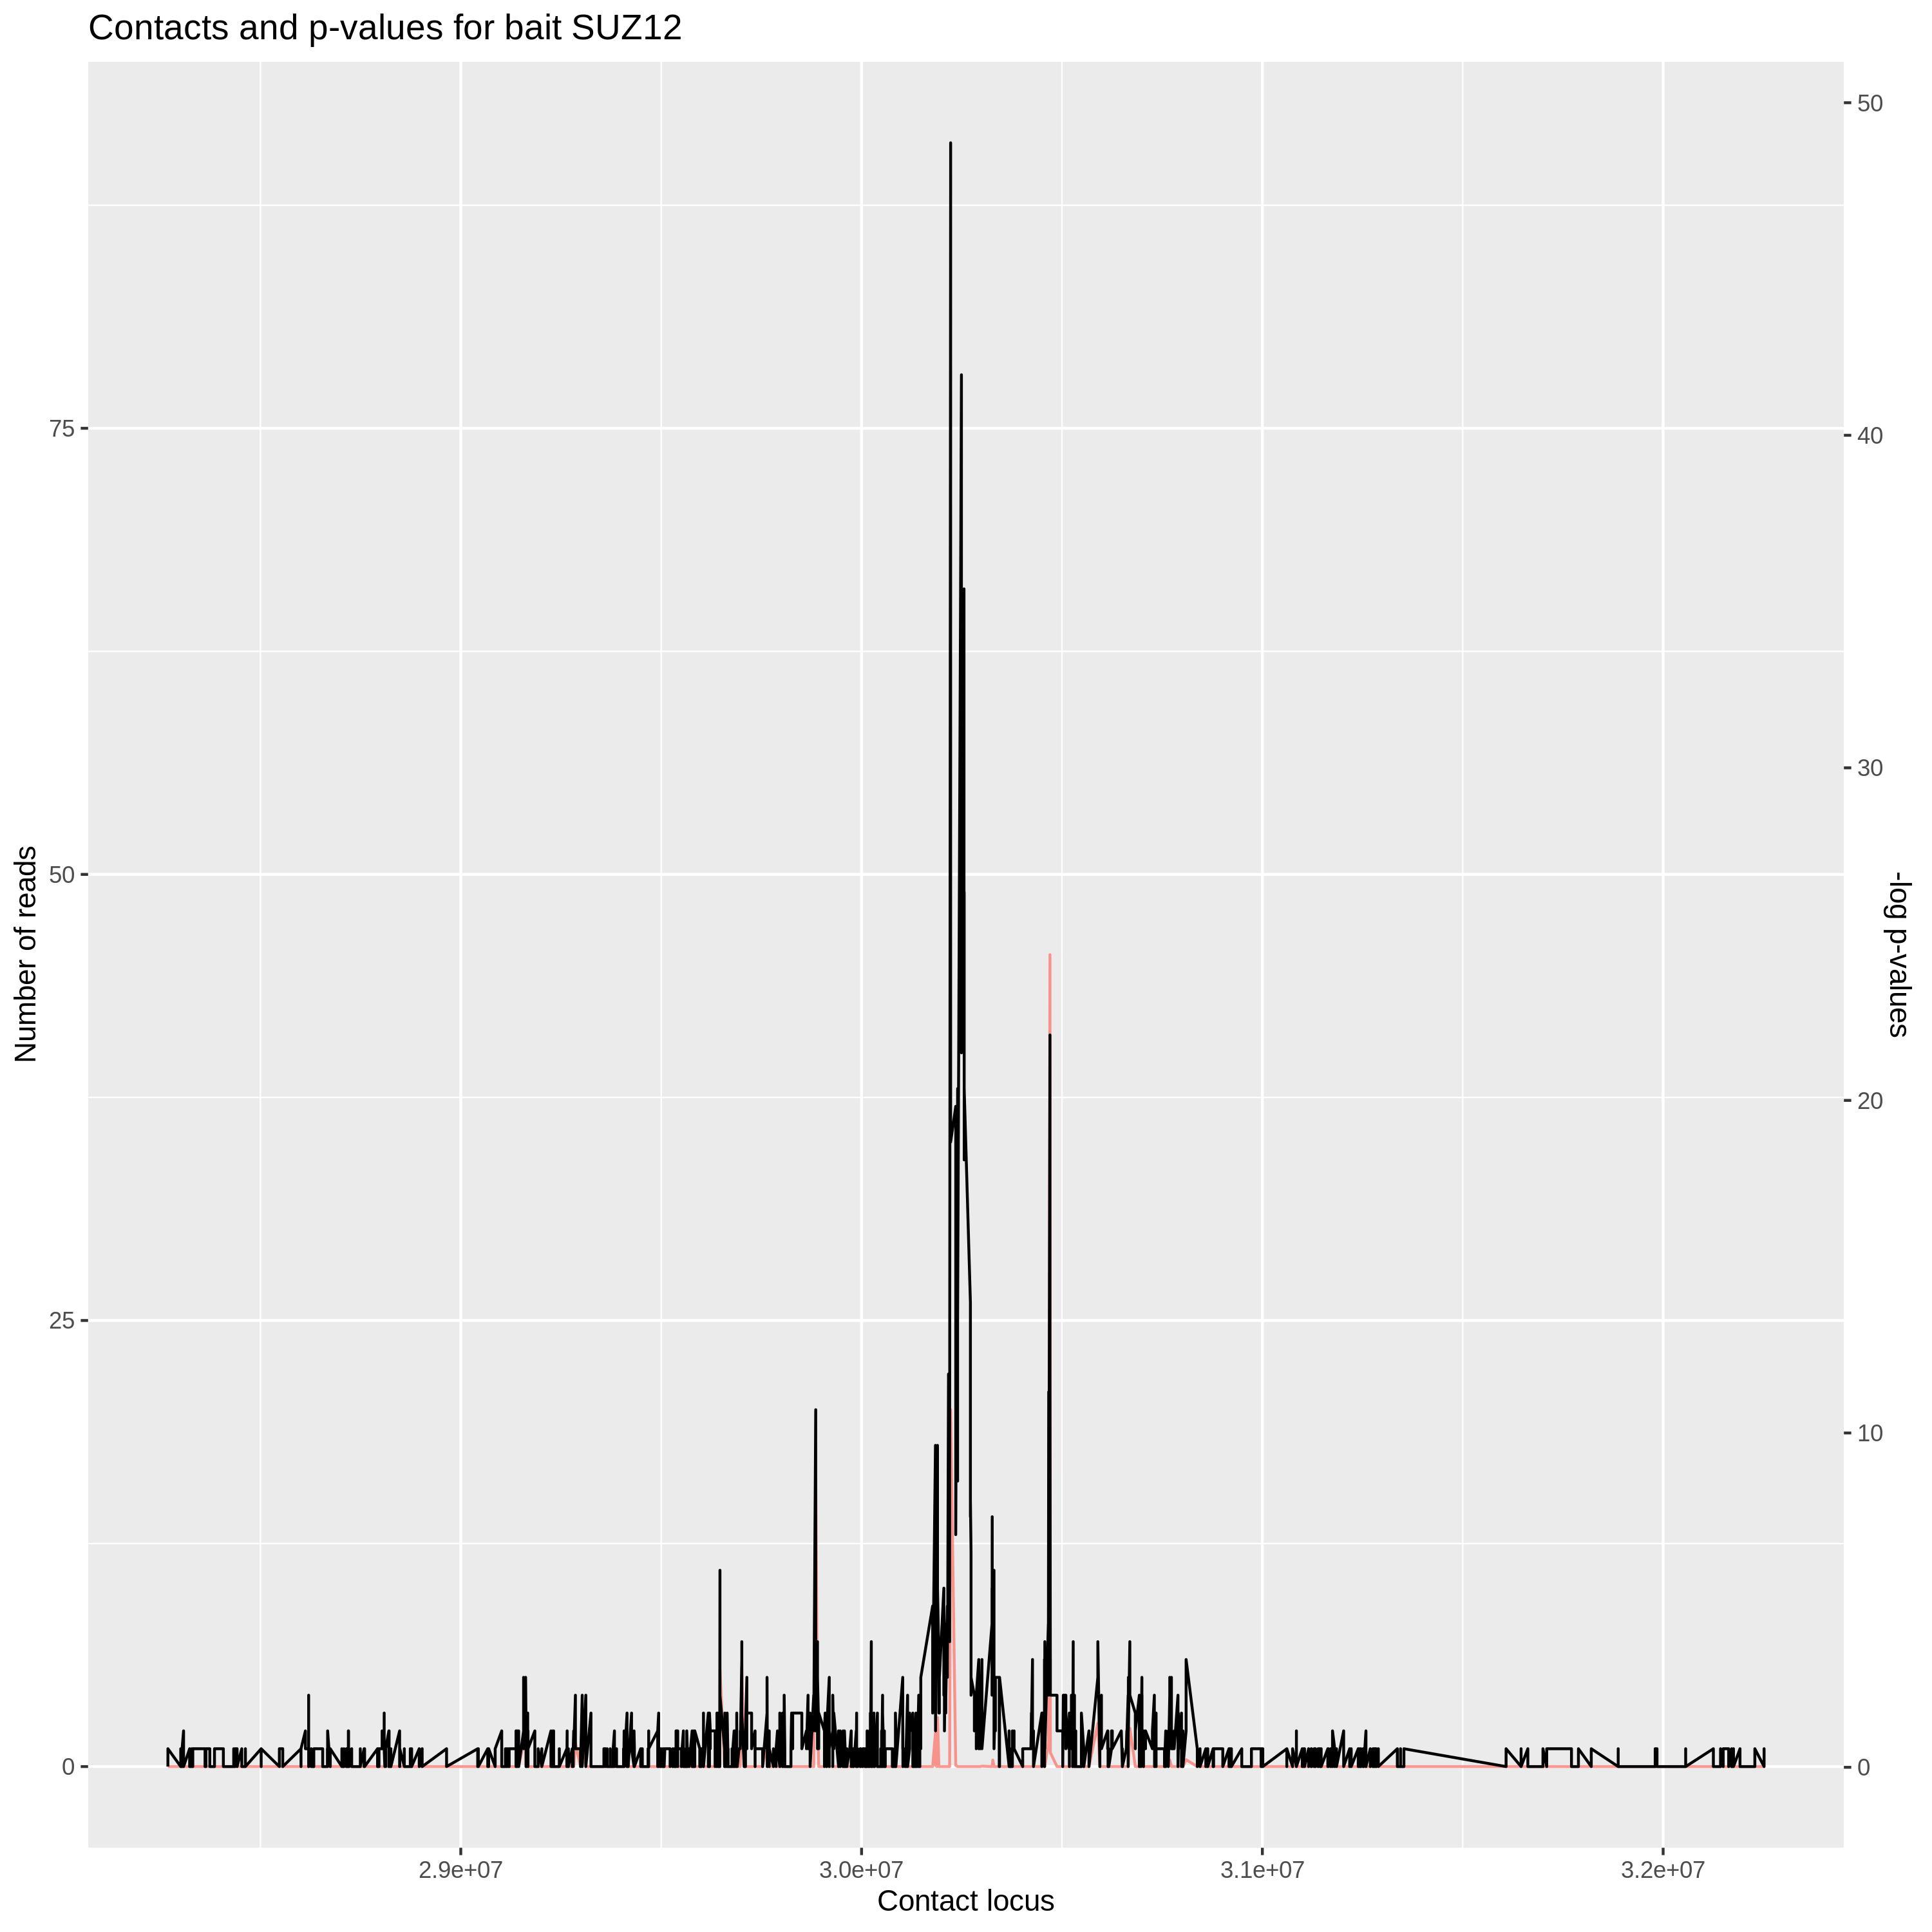 Contacts and p-values for bait SUZ12
Number of reads
75
50
25
0
50
40
30
20
10
0
-log p-values
2.9e+07 3.0e+07 3.1e+07 3.2e+07
Contact locus